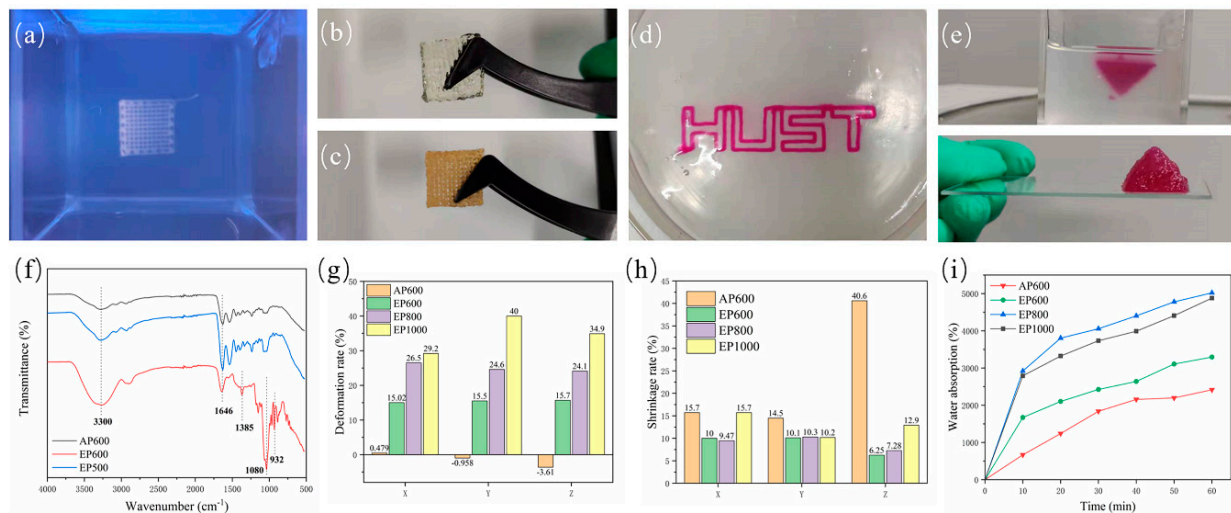 (a)
(b)
(c)
(d)
HUST
(e)
(f)
Transmittance (%)
3300
1646
1385
1080
932
AP600
EP600
EP500
4000 3500 3000 2500 2000 1500 1000 500
Wavenumber (cm-1)
(g)
Deformation rate (%)
50
40
30
20
10
0
-10
AP600
EP600
EP800
EP1000
0.479 15.02 26.5 29.2
-0.958 15.5 24.6 40
-3.61 15.7 24.1 34.9
X Y Z
(h)
Shrinkage rate (%)
45
40
35
30
25
20
15
10
5
0
AP600
EP600
EP800
EP1000
15.7 10 9.47 15.7
14.5 10.1 10.3 10.2
40.6 6.25 7.28 12.9
X Y Z
(i)
Water absorption (%)
5000
4000
3000
2000
1000
0
AP600
EP600
EP800
EP1000
0 10 20 30 40 50 60
Time (min)